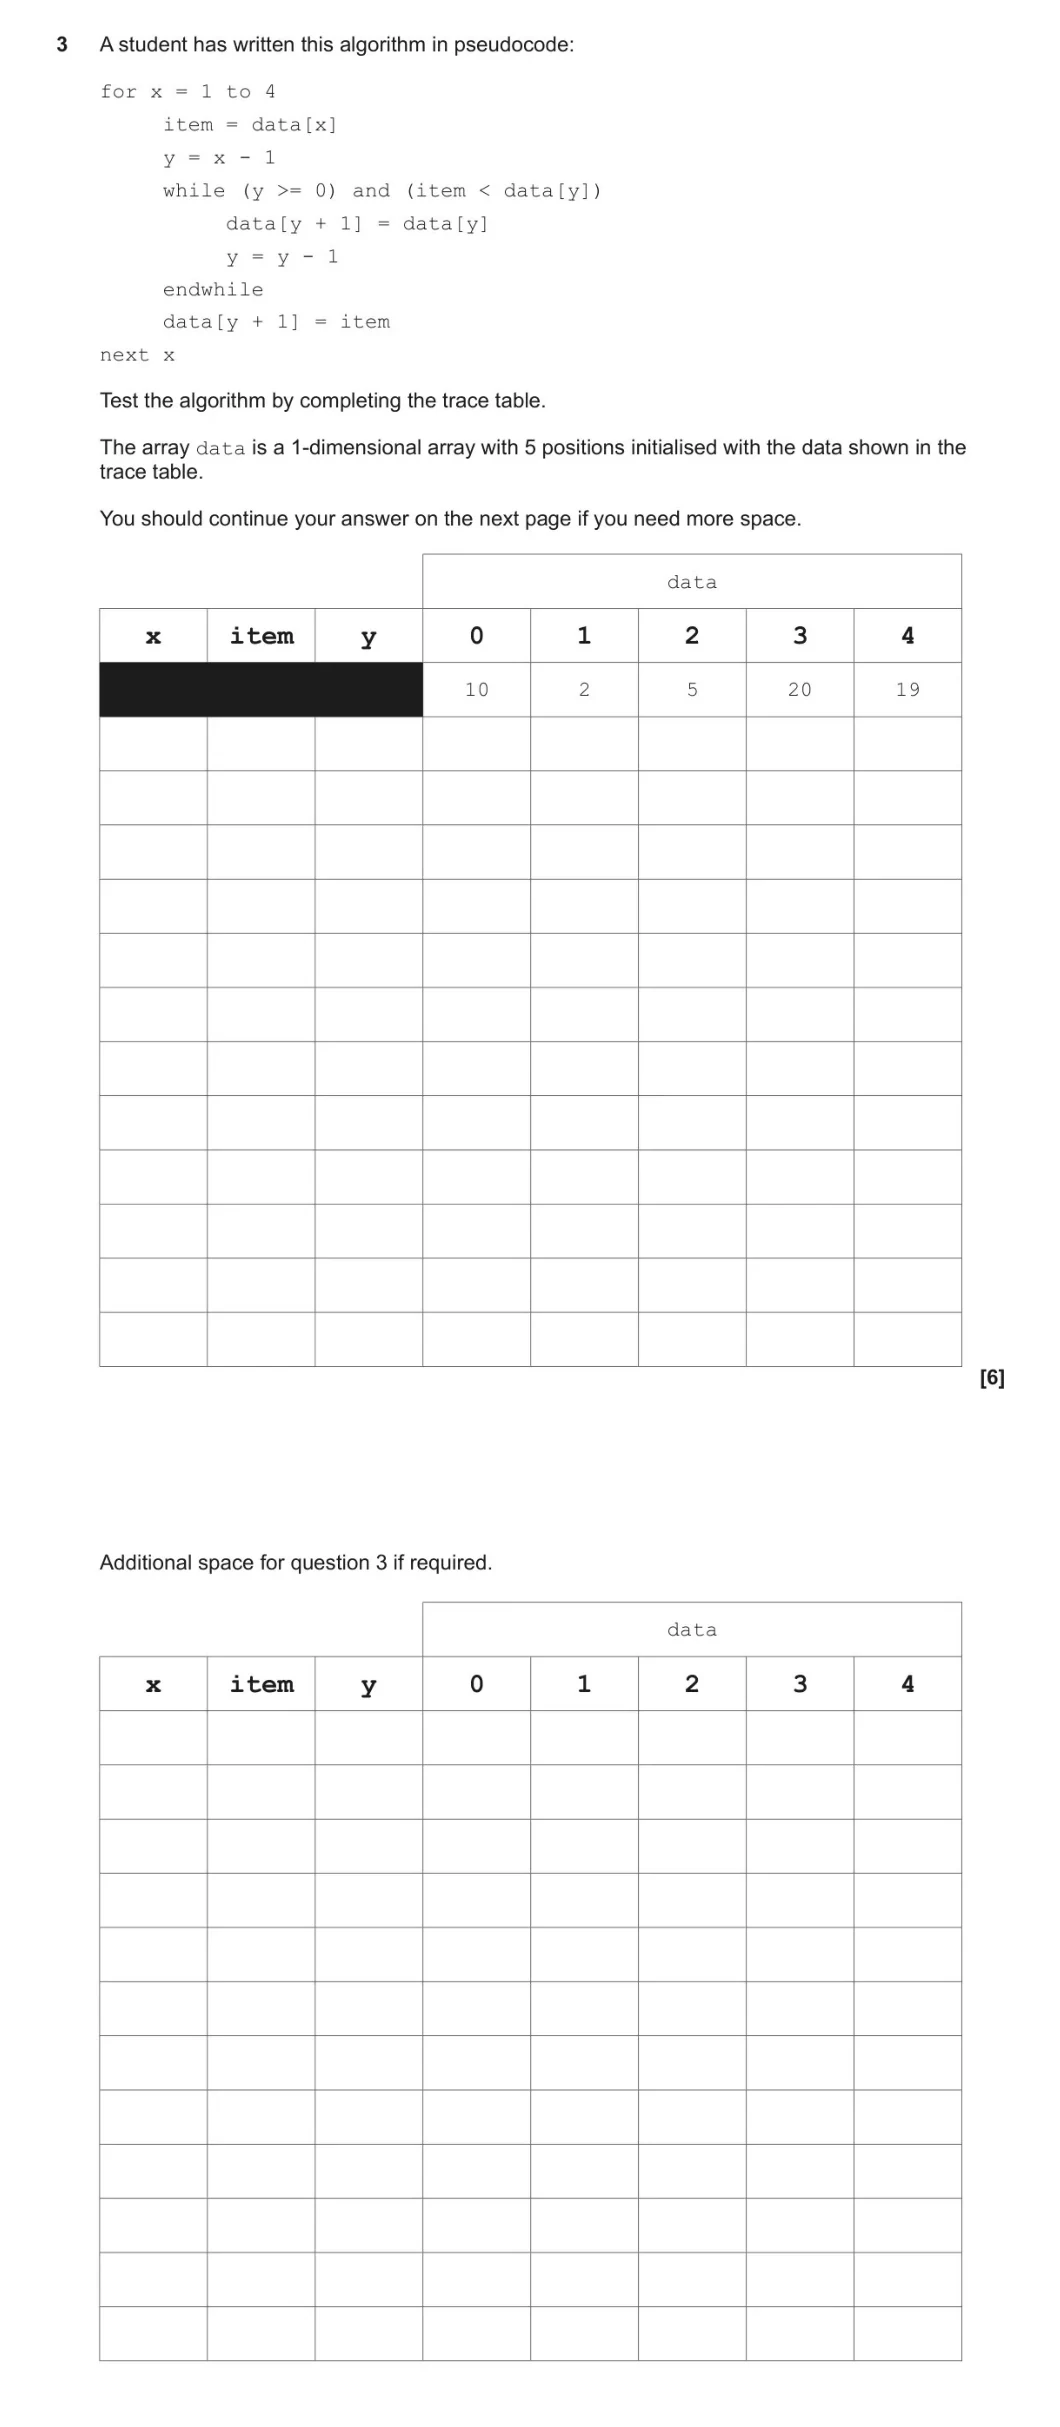 3 A student has written this algorithm in pseudocode:
for x = 1 to 4
item = data[x]
y = x - 1
while (y >= 0) and (item < data[y])
data[y + 1] = data[y]
y = y - 1
endwhile
data[y + 1] = item
next x
Test the algorithm by completing the trace table.
The array data is a 1-dimensional array with 5 positions initialised with the data shown in the
trace table.
You should continue your answer on the next page if you need more space.
data
x item y 0 1 2 3 4
10 2 5 20 19
[6]
Additional space for question 3 if required.
data
x item y 0 1 2 3 4